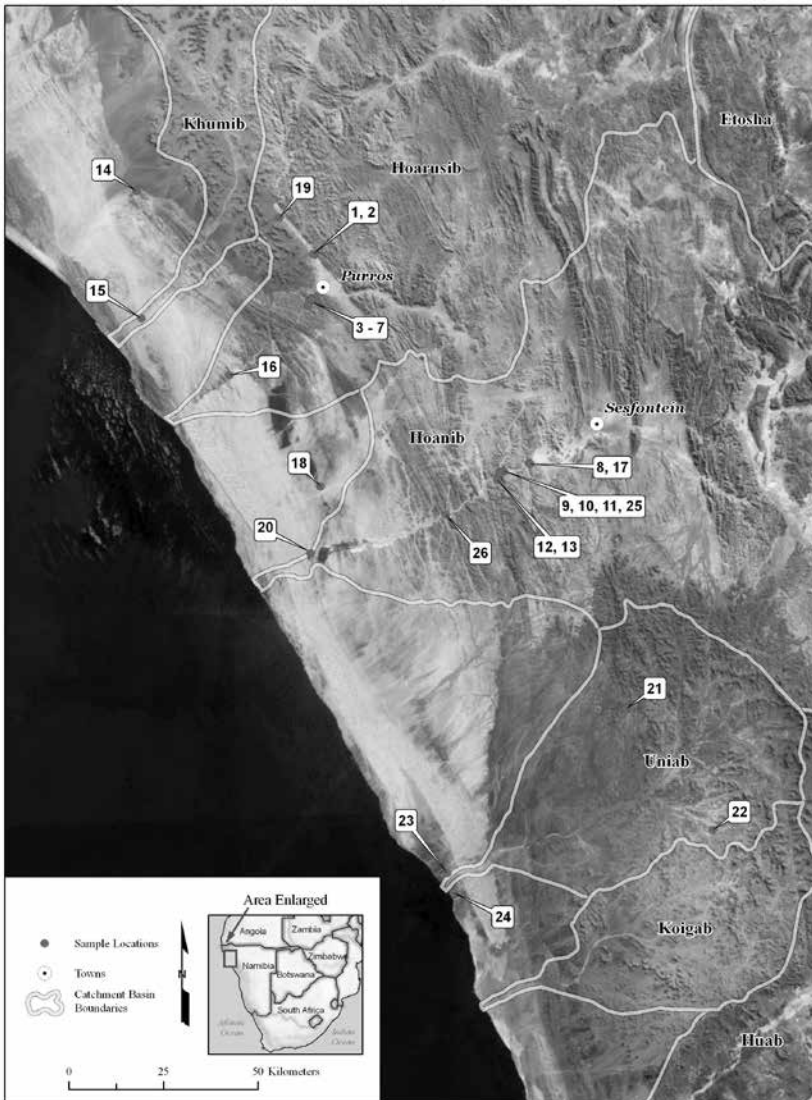 Khumib
Etosha
Hoarusib
14
19
1, 2
Purros
15
3 - 7
16
Sesfontein
Hoanib
8, 17
18
9, 10, 11, 25
12, 13
20
26
21
Uniab
22
23
24
Koigab
Huab
Area Enlarged
Angola
Zambia
Zimbabwe
Namibia
Botswana
South Africa
Atlantic
Ocean
Indian
Ocean
Sample Locations
Towns
N
Catchment Basin
Boundaries
0 25 50 Kilometers